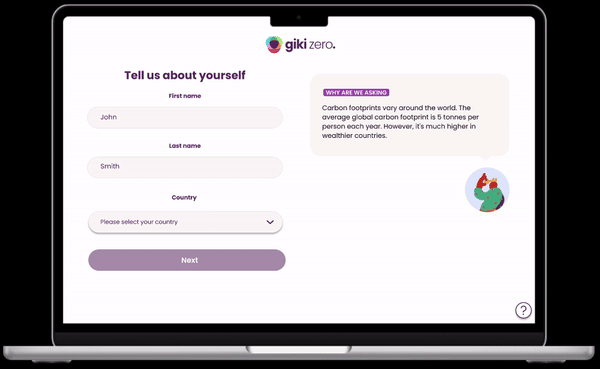 giki zero.
Tell us about yourself
First name
John
Last name
Smith
Country
Please select your country
Next
WHY ARE WE ASKING
Carbon footprints vary around the world. The
average global carbon footprint is 5 tonnes per
person each year. However, it's much higher in
wealthier countries.
?